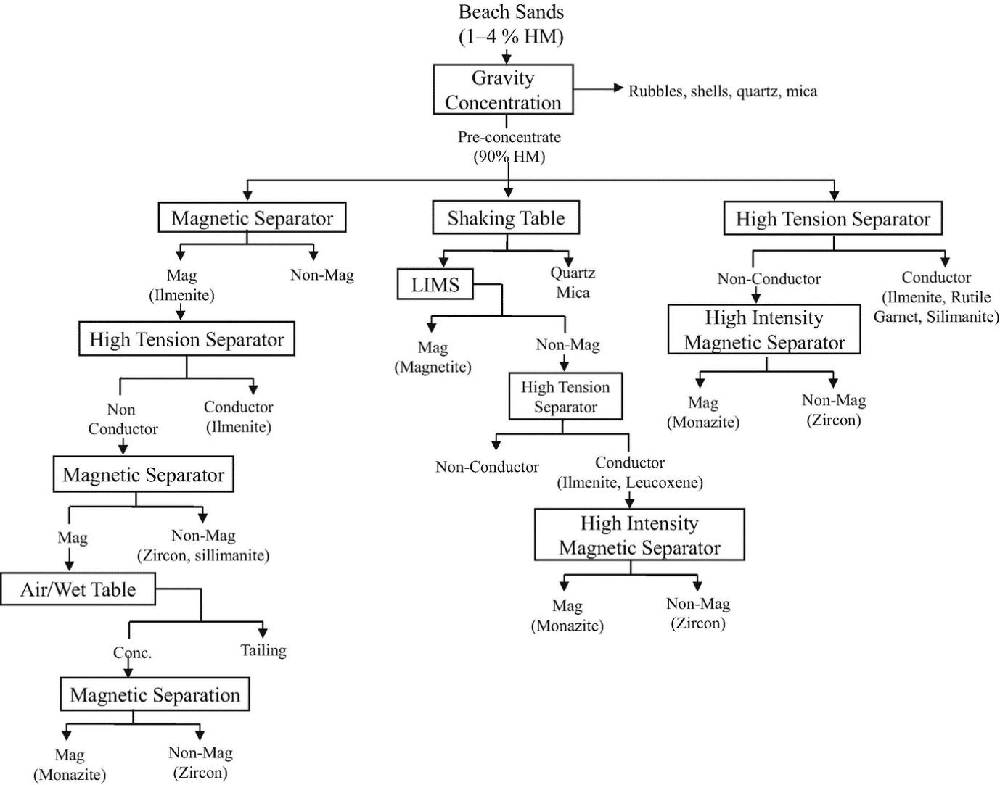 Beach Sands
(1–4 % HM)
Gravity
Concentration
Rubbles, shells, quartz, mica
Pre-concentrate
(90% HM)
Magnetic Separator
Shaking Table
High Tension Separator
Mag
(Ilmenite)
Non-Mag
LIMS
Quartz
Mica
Non-Conductor
Conductor
(Ilmenite, Rutile
Garnet, Silimanite)
High Tension Separator
Mag
(Magnetite)
Non-Mag
High Intensity
Magnetic Separator
Non
Conductor
Conductor
(Ilmenite)
High Tension
Separator
Mag
(Monazite)
Non-Mag
(Zircon)
Magnetic Separator
Non-Conductor
Conductor
(Ilmenite, Leucoxene)
Mag
Non-Mag
(Zircon, sillimanite)
High Intensity
Magnetic Separator
Air/Wet Table
Mag
(Monazite)
Non-Mag
(Zircon)
Conc.
Tailing
Magnetic Separation
Mag
(Monazite)
Non-Mag
(Zircon)